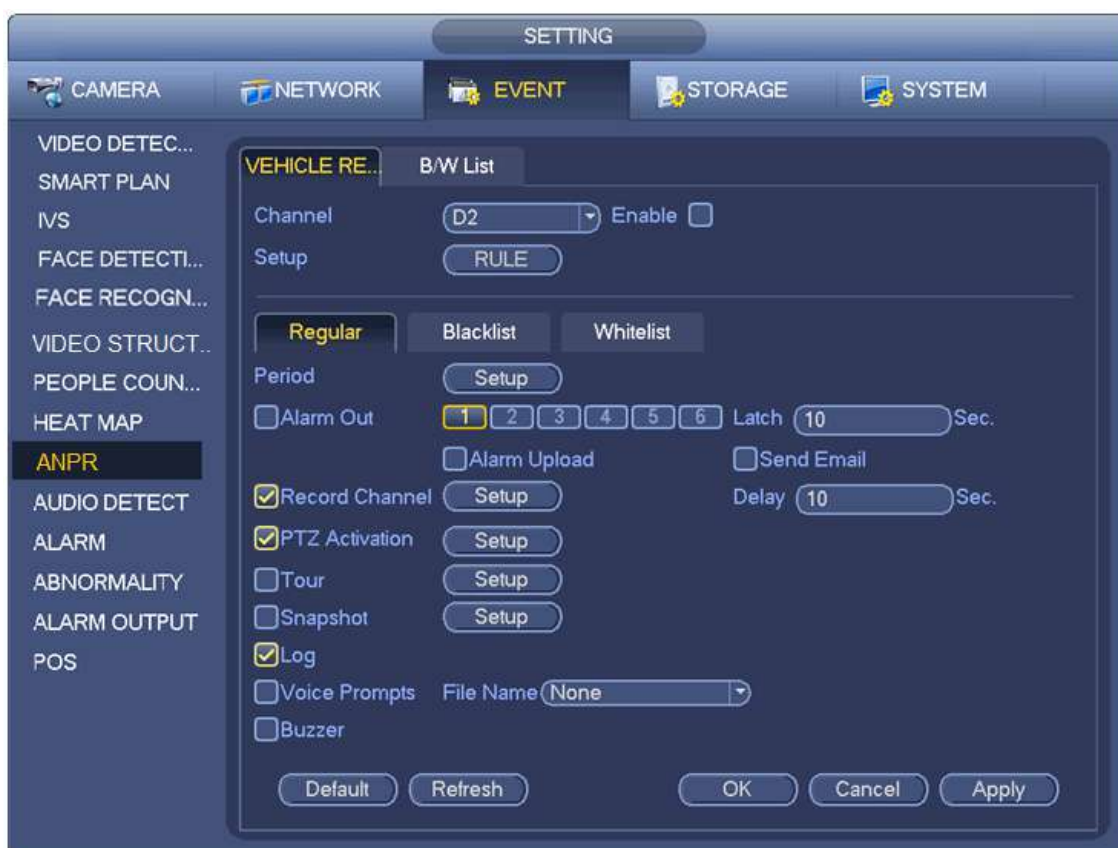 SETTING
CAMERA NETWORK EVENT STORAGE SYSTEM
VIDEO DETEC...
SMART PLAN
IVS
FACE DETECTI...
FACE RECOGN...
VIDEO STRUCT..
PEOPLE COUN...
HEAT MAP
ANPR
AUDIO DETECT
ALARM
ABNORMALITY
ALARM OUTPUT
POS
VEHICLE RE... B/W List
Channel D2 Enable
Setup RULE
Regular Blacklist Whitelist
Period Setup
Alarm Out 1 2 3 4 5 6 Latch 10 Sec.
Alarm Upload Send Email
Record Channel Setup Delay 10 Sec.
PTZ Activation Setup
Tour Setup
Snapshot Setup
Log
Voice Prompts File Name None
Buzzer
Default Refresh OK Cancel Apply